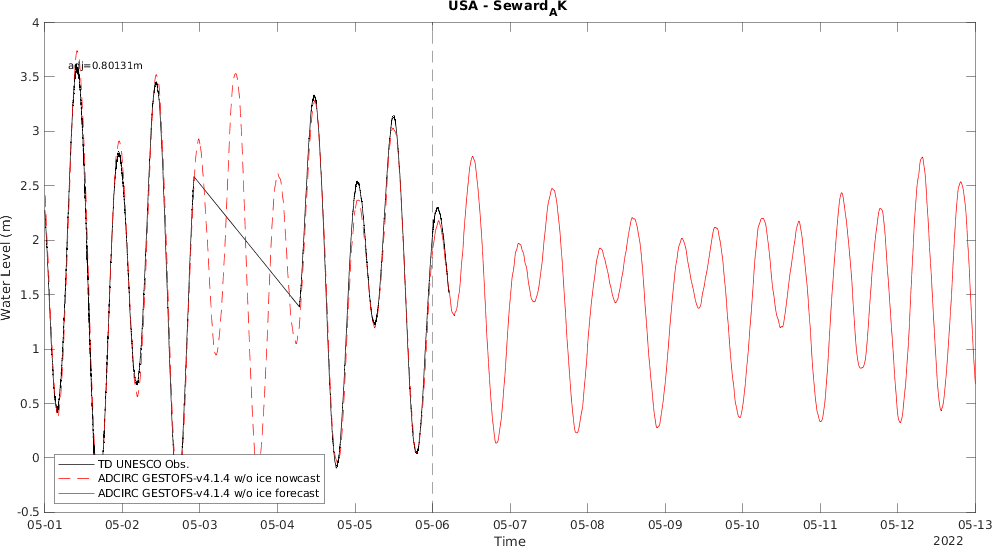 USA - Seward_AK
adj=0.80131m
Water Level (m)
4
3.5
3
2.5
2
1.5
1
0.5
0
-0.5
TD UNESCO Obs.
ADCIRC GESTOFS-v4.1.4 w/o ice nowcast
ADCIRC GESTOFS-v4.1.4 w/o ice forecast
05-01 05-02 05-03 05-04 05-05 05-06 05-07 05-08 05-09 05-10 05-11 05-12 05-13
Time
2022